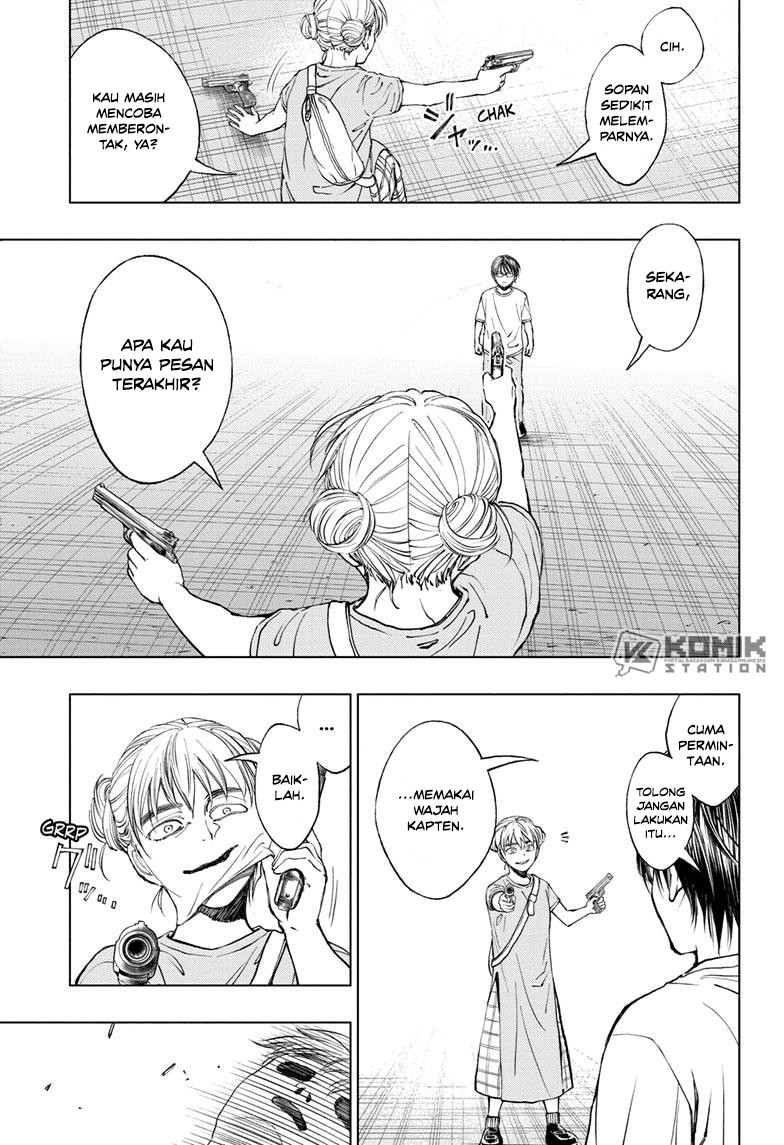 CIH.
SOPAN
SEDIKIT
MELEM-
PARNYA.
CHAK
KAU MASIH
MENCOBA
MEMBERON-
TAK, YA?
SEKA-
RANG,
APA KAU
PUNYA PESAN
TERAKHIR?
KOMIK
STATION
CUMA
PERMIN-
TAAN.
TOLONG
JANGAN
LAKUKAN
ITU...
...MEMAKAI
WAJAH
KAPTEN.
...
BAIK-
LAH.
GRRP